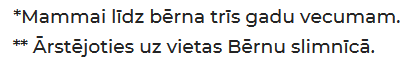 *Mammai līdz bērna trīs gadu vecumam.
** Ārstējoties uz vietas Bērnu slimnīcā.